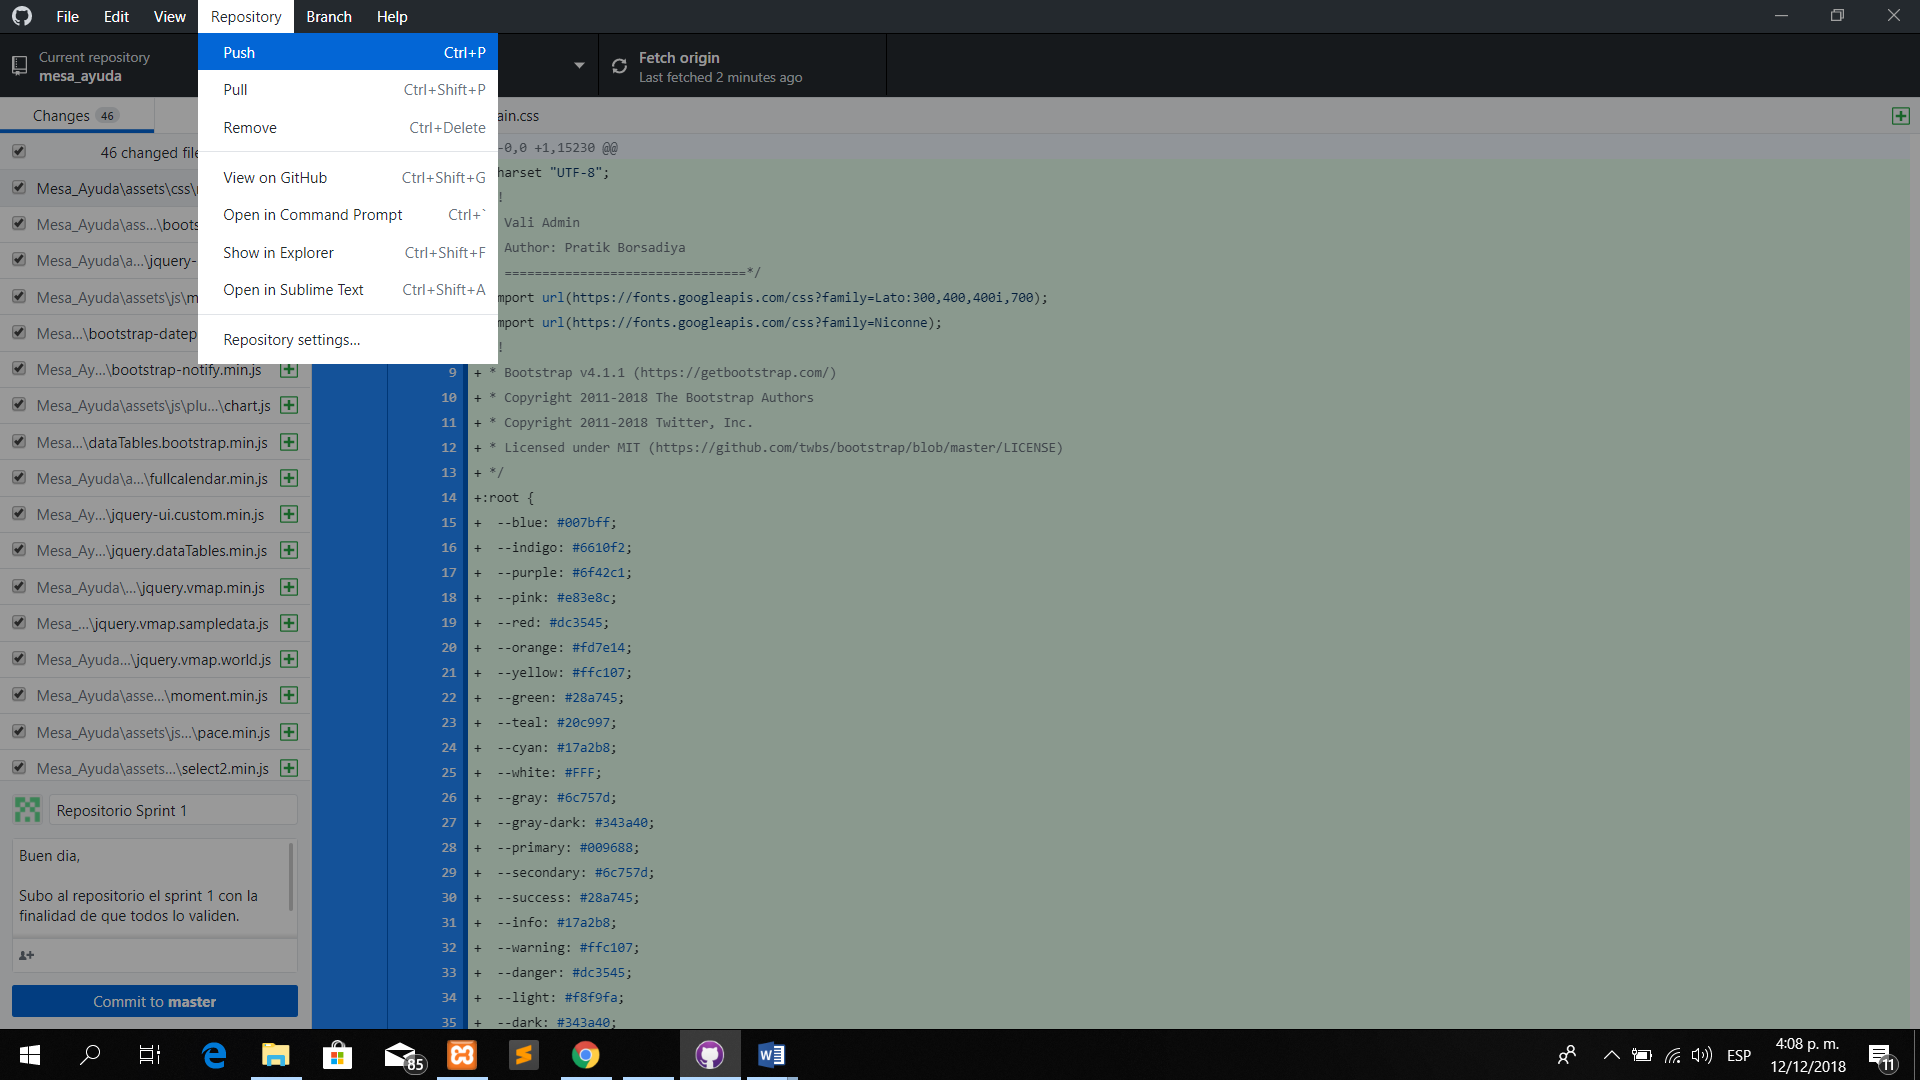 File Edit View Repository Branch Help
Current repository
mesa_ayuda
Fetch origin
Last fetched 2 minutes ago
Push Ctrl+P
Pull Ctrl+Shift+P
Remove Ctrl+Delete
View on GitHub Ctrl+Shift+G
Open in Command Prompt Ctrl+`
Show in Explorer Ctrl+Shift+F
Open in Sublime Text Ctrl+Shift+A
Repository settings...
Changes 46
46 changed file
Mesa_Ayuda\assets\css\
Mesa_Ayuda\ass...\boots
Mesa_Ayuda\a...\jquery-
Mesa_Ayuda\assets\js\m
Mesa...\bootstrap-datep
Mesa_Ay...\bootstrap-notify.min.js
Mesa_Ayuda\assets\js\plu...\chart.js
Mesa...\dataTables.bootstrap.min.js
Mesa_Ayuda\a...\fullcalendar.min.js
Mesa_Ay...\jquery-ui.custom.min.js
Mesa_Ay...\jquery.dataTables.min.js
Mesa_Ayuda\...\jquery.vmap.min.js
Mesa_...\jquery.vmap.sampledata.js
Mesa_Ayuda...\jquery.vmap.world.js
Mesa_Ayuda\asse...\moment.min.js
Mesa_Ayuda\assets\js...\pace.min.js
Mesa_Ayuda\assets...\select2.min.js
Repositorio Sprint 1
Buen dia,
Subo al repositorio el sprint 1 con la
finalidad de que todos lo validen.
Commit to master
ain.css
-0,0 +1,15230 @@
harset "UTF-8";
!
Vali Admin
Author: Pratik Borsadiya
================================*/
mport url(https://fonts.googleapis.com/css?family=Lato:300,400,400i,700);
mport url(https://fonts.googleapis.com/css?family=Niconne);
!
9 + * Bootstrap v4.1.1 (https://getbootstrap.com/)
10 + * Copyright 2011-2018 The Bootstrap Authors
11 + * Copyright 2011-2018 Twitter, Inc.
12 + * Licensed under MIT (https://github.com/twbs/bootstrap/blob/master/LICENSE)
13 + */
14 +:root {
15 + --blue: #007bff;
16 + --indigo: #6610f2;
17 + --purple: #6f42c1;
18 + --pink: #e83e8c;
19 + --red: #dc3545;
20 + --orange: #fd7e14;
21 + --yellow: #ffc107;
22 + --green: #28a745;
23 + --teal: #20c997;
24 + --cyan: #17a2b8;
25 + --white: #FFF;
26 + --gray: #6c757d;
27 + --gray-dark: #343a40;
28 + --primary: #009688;
29 + --secondary: #6c757d;
30 + --success: #28a745;
31 + --info: #17a2b8;
32 + --warning: #ffc107;
33 + --danger: #dc3545;
34 + --light: #f8f9fa;
35 + --dark: #343a40;
85
ESP
4:08 p. m.
12/12/2018
11